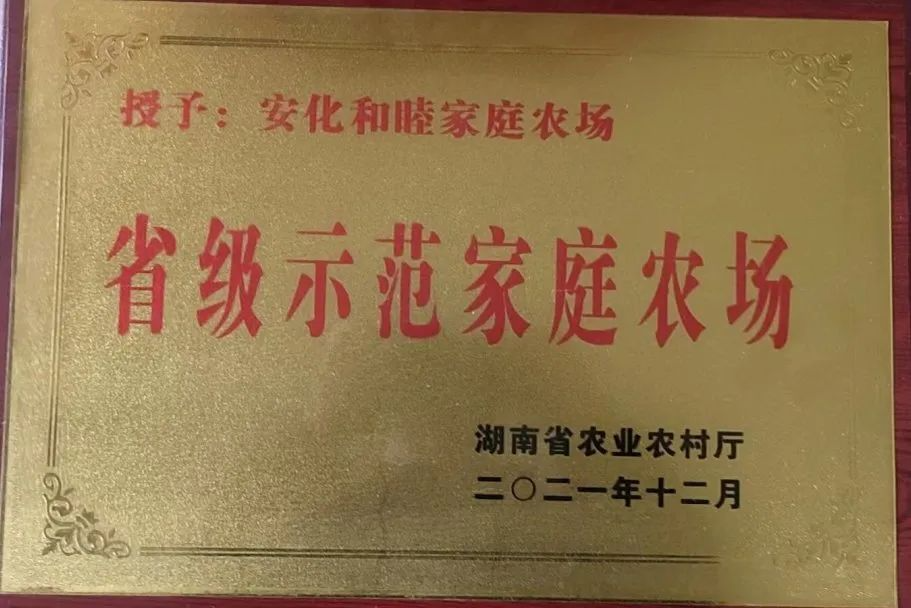 授予：安化和睦家庭农场
省级示范家庭农场
湖南省农业农村厅
二〇二一年十二月